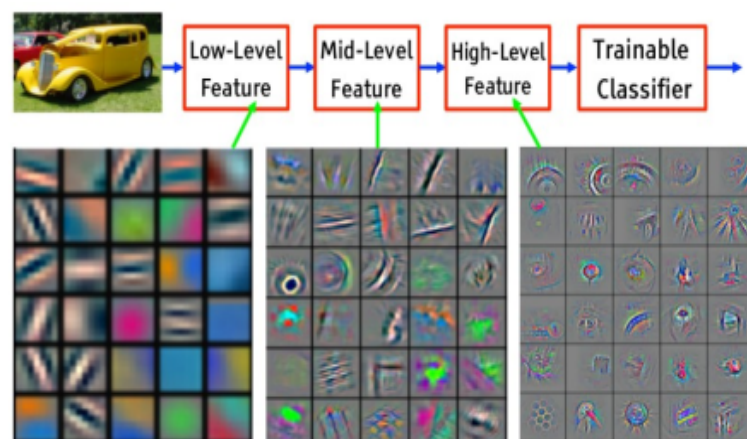 Low-Level
Feature
Mid-Level
Feature
High-Level
Feature
Trainable
Classifier